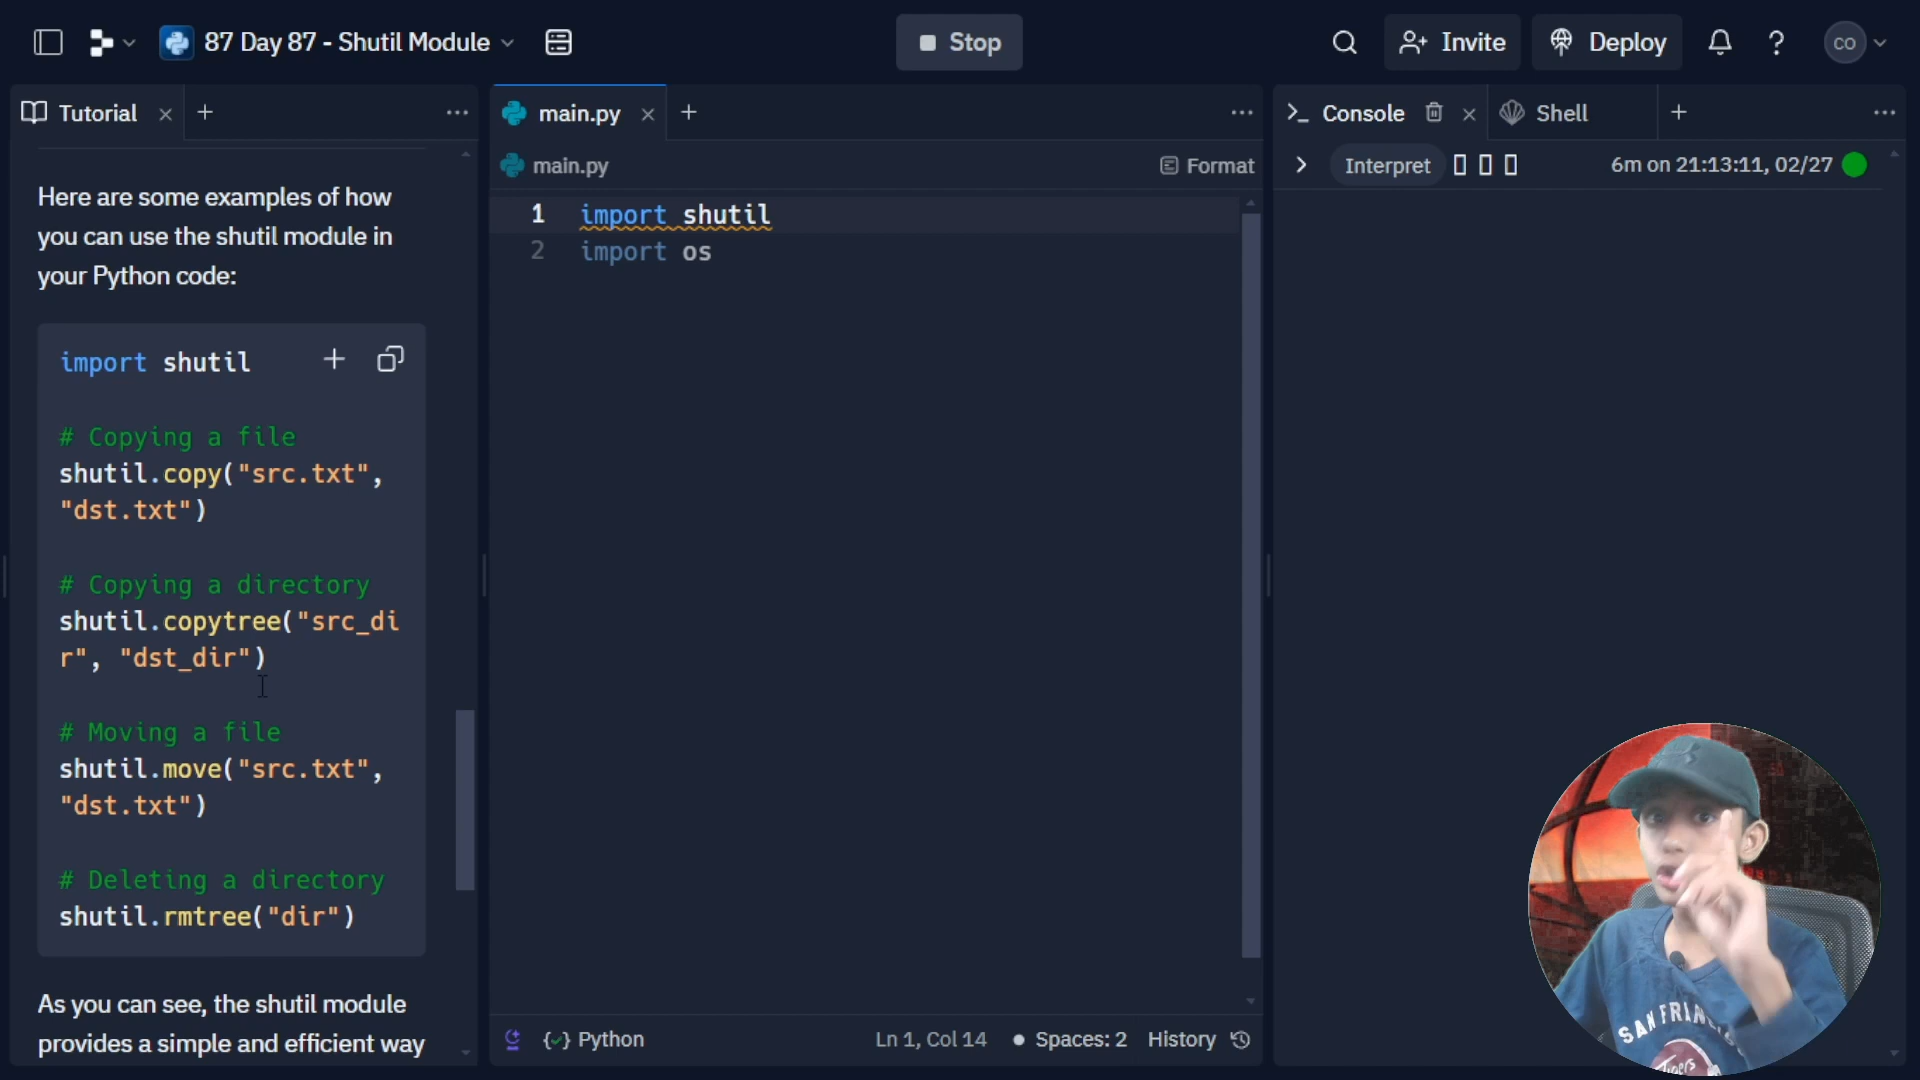 87 Day 87 - Shutil Module
Stop
Invite
Deploy
?
CO
Tutorial
Here are some examples of how
you can use the shutil module in
your Python code:
import shutil
# Copying a file
shutil.copy("src.txt",
"dst.txt")
# Copying a directory
shutil.copytree("src_di
r", "dst_dir")
# Moving a file
shutil.move("src.txt",
"dst.txt")
# Deleting a directory
shutil.rmtree("dir")
As you can see, the shutil module
provides a simple and efficient way
main.py
main.py
Format
1 import shutil
2 import os
Python
Ln 1, Col 14
Spaces: 2
History
Console
Shell
Interpret
6m on 21:13:11, 02/27
SAN FRAN